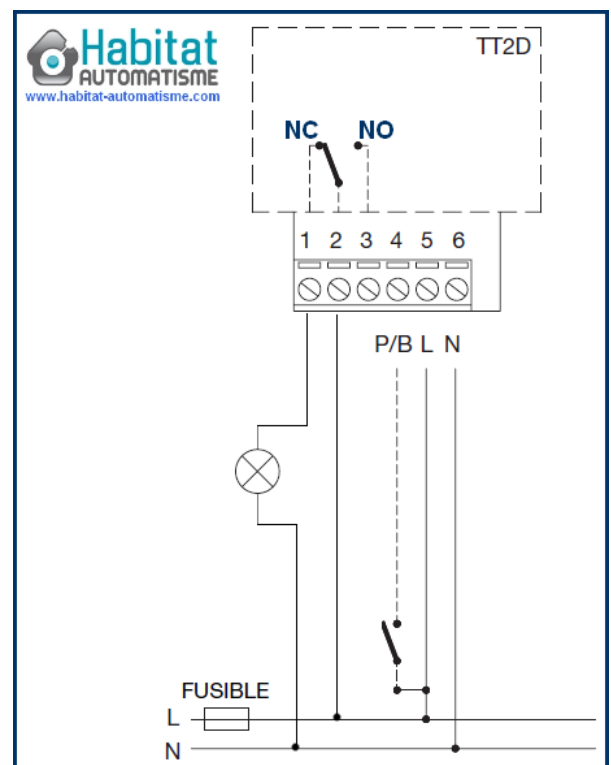 Habitat
AUTOMATISME
www.habitat-automatisme.com
TT2D
NC NO
1 2 3 4 5 6
P/B L N
FUSIBLE
L
N